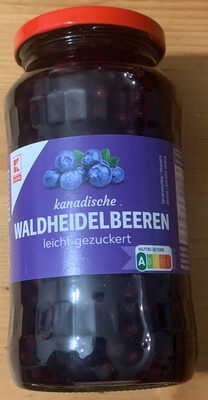 K
kanadische
WALDHEIDELBEEREN
leicht gezuckert
NUTRI-SCORE
A